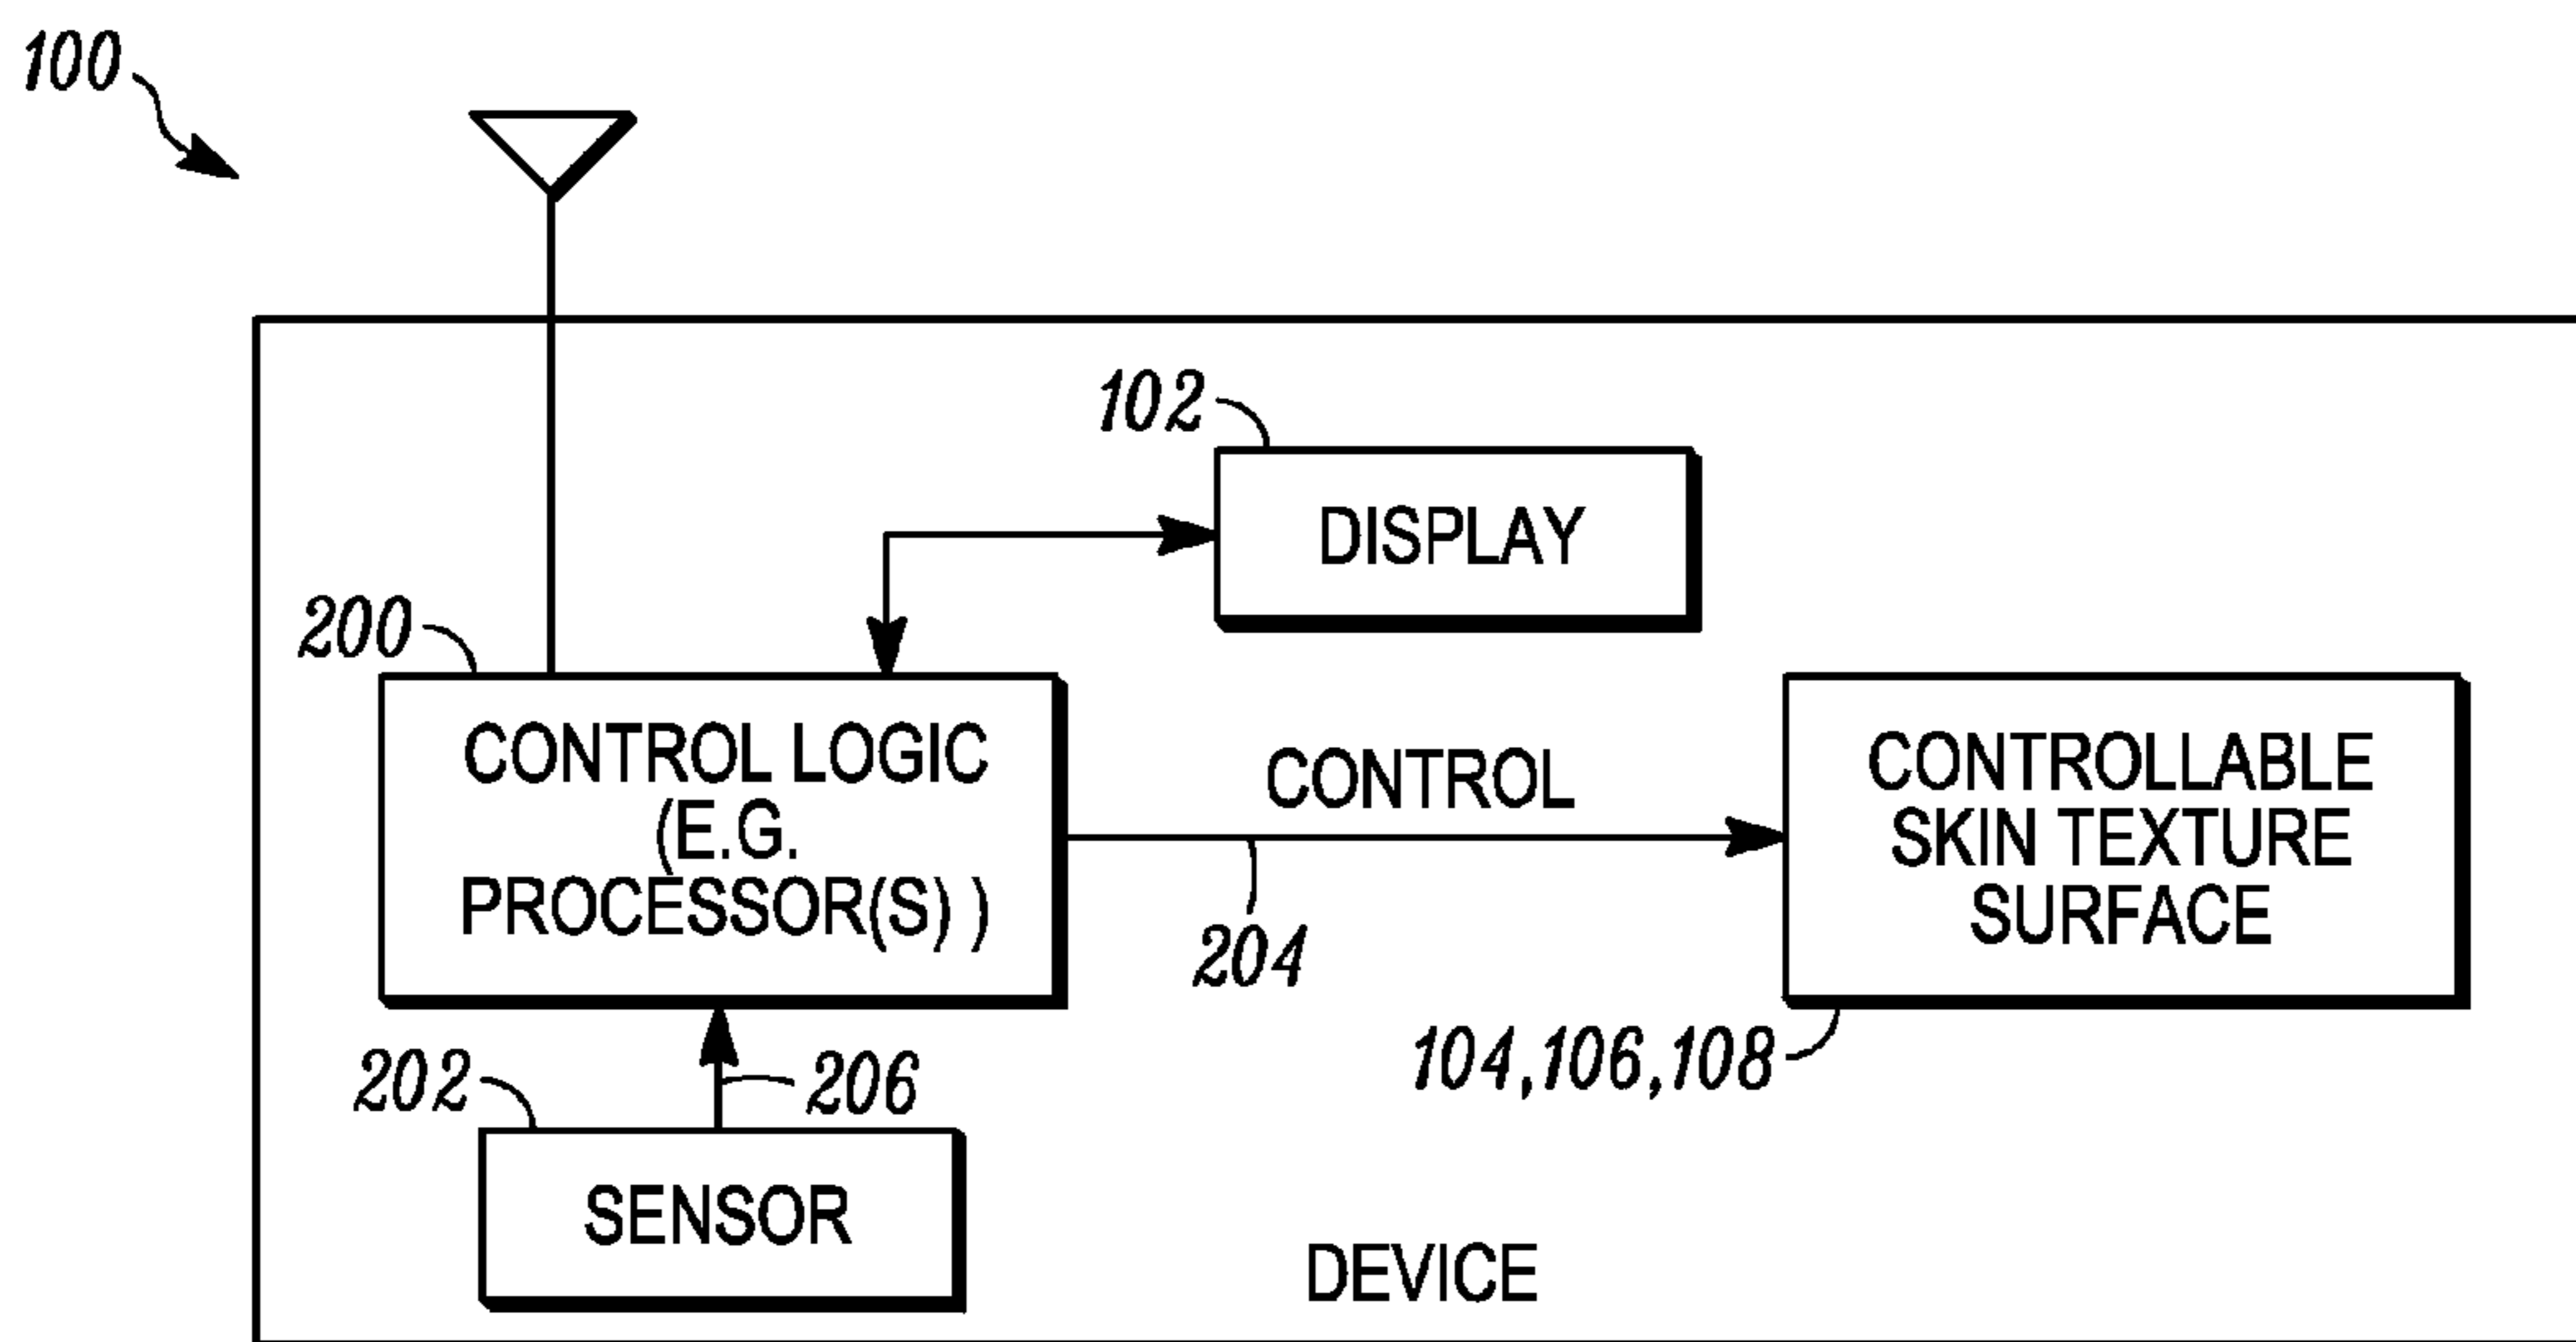 100
102
DISPLAY
200
CONTROL LOGIC
(E.G.
PROCESSOR(S) )
CONTROL
204
CONTROLLABLE
SKIN TEXTURE
SURFACE
104,106,108
202
206
SENSOR
DEVICE